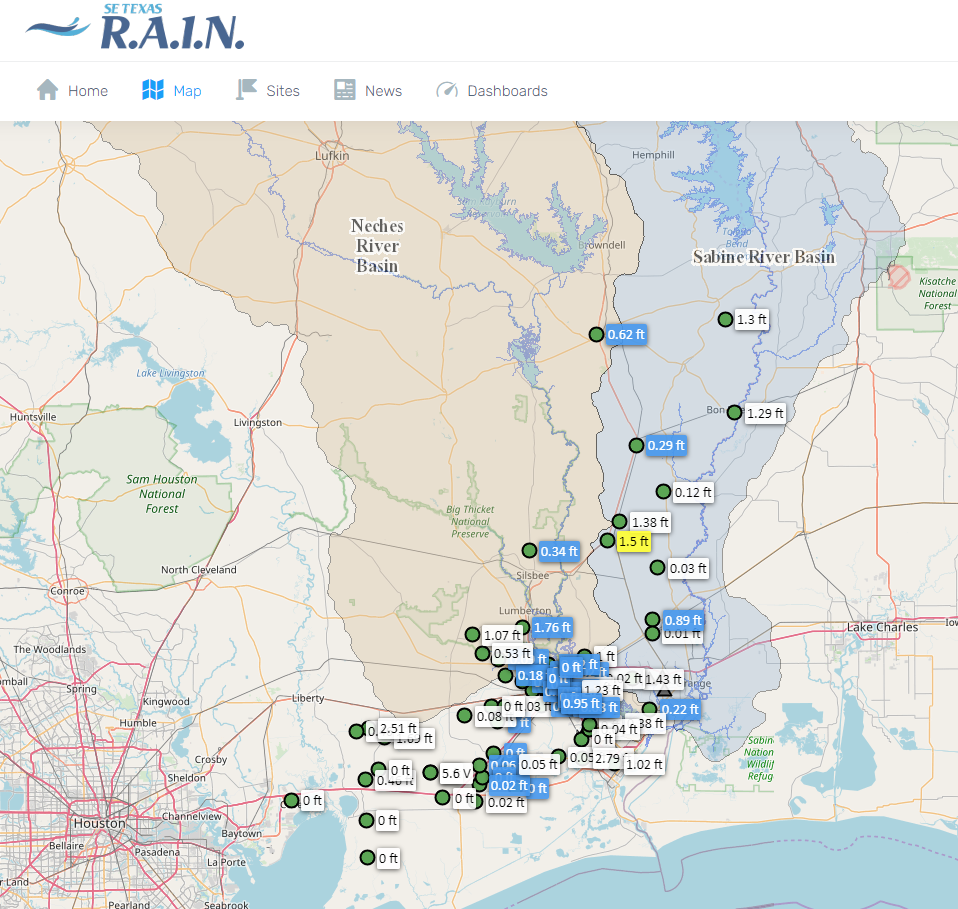 SE TEXAS
R.A.I.N.
Home
Map
Sites
News
Dashboards
Lufkin
Hemphill
Neches
River
Basin
Browndell
Toledo
Bend
Sabine River Basin
Kisatche
National
Forest
1.3 ft
0.62 ft
Lake Livingston
Huntsville
Livingston
1.29 ft
0.29 ft
Sam Houston
National
Forest
0.12 ft
Big Thicket
National
Preserve
1.38 ft
1.5 ft
0.34 ft
North Cleveland
Silsbee
0.03 ft
Conroe
Lumberton
0.89 ft
0.01 ft
Lake Charles
1.76 ft
1.07 ft
The Woodlands
0.53 ft
0 ft
0.18
1.43 ft
Spring
Liberty
1.23 ft
0.95 ft
0.22 ft
Kingwood
Humble
0.08
0 ft
2.51 ft
0.04 ft
0 ft
Sheldon
0 ft
5.6 V
0.06
0.05 ft
2.79
1.02 ft
0.02 ft
0 ft
0 ft
0 ft
0.02 ft
Houston
Channelview
0 ft
Baytown
Bellaire
Pasadena
Crosby
La Porte
0 ft
Pearland
Seabrook